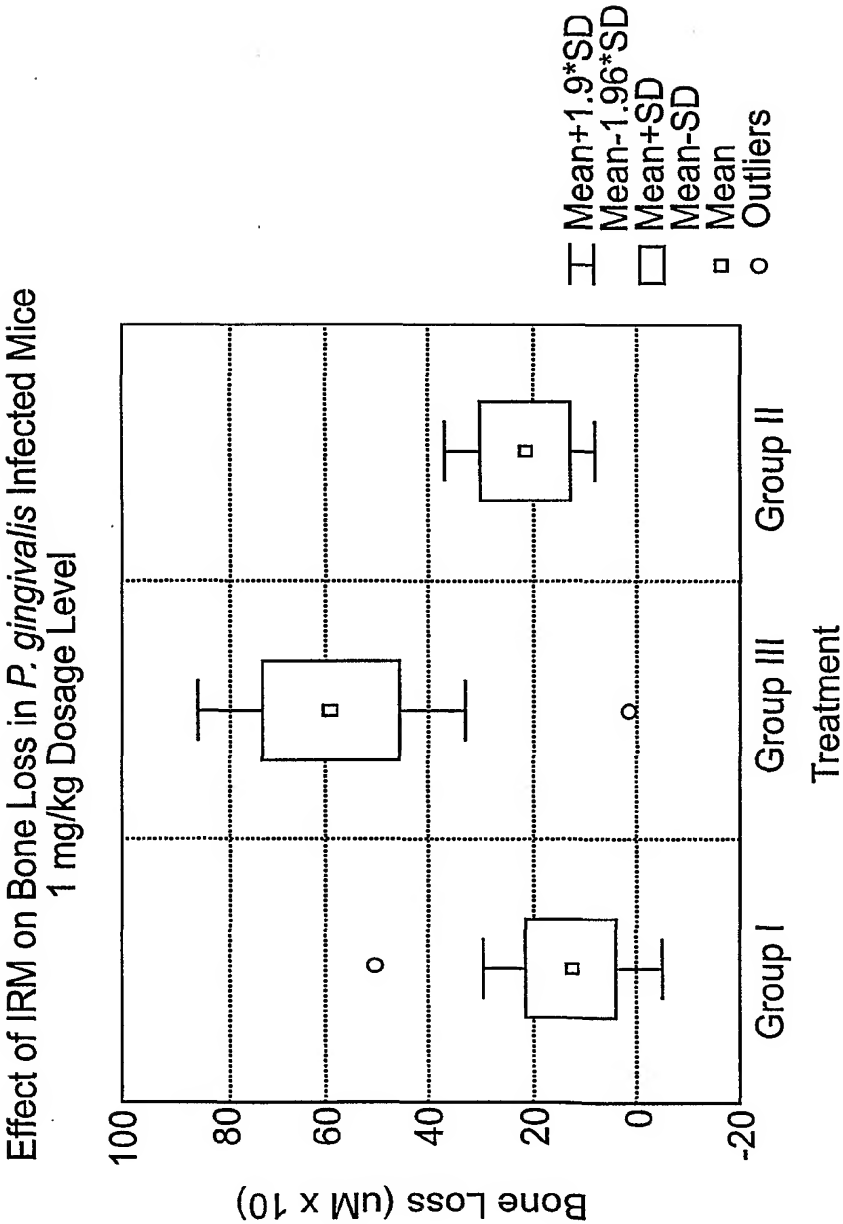 Effect of IRM on Bone Loss in P. gingivalis Infected Mice
1 mg/kg Dosage Level
Bone Loss (uM x 10)
100
80
60
40
20
0
-20
Group I
Group III
Group II
Treatment
Mean+1.9*SD
Mean-1.96*SD
Mean+SD
Mean-SD
Mean
Outliers